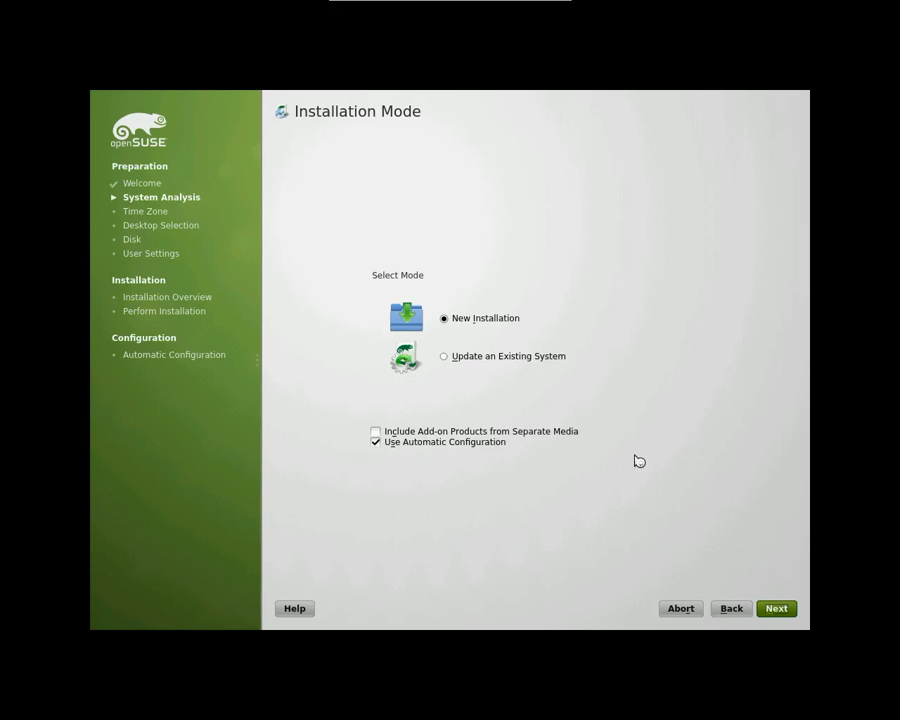 openSUSE
Preparation
Welcome
System Analysis
Time Zone
Desktop Selection
Disk
User Settings
Installation
Installation Overview
Perform Installation
Configuration
Automatic Configuration
Installation Mode
Select Mode
New Installation
Update an Existing System
Include Add-on Products from Separate Media
Use Automatic Configuration
Help
Abort
Back
Next